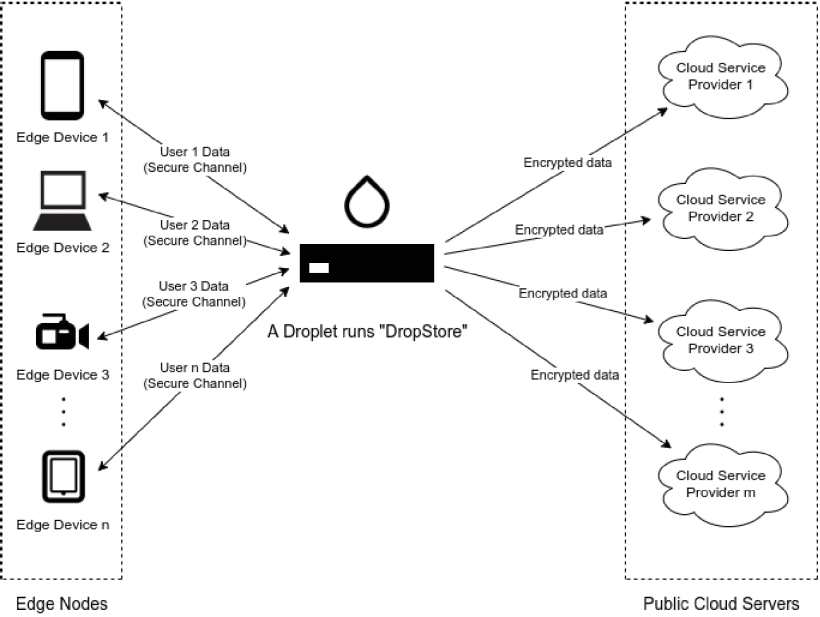 Edge Device 1
Edge Device 2
Edge Device 3
Edge Device n
Edge Nodes
User 1 Data
(Secure Channel)
User 2 Data
(Secure Channel)
User 3 Data
(Secure Channel)
User n Data
(Secure Channel)
A Droplet runs "DropStore"
Encrypted data
Encrypted data
Encrypted data
Encrypted data
Cloud Service
Provider 1
Cloud Service
Provider 2
Cloud Service
Provider 3
Cloud Service
Provider m
Public Cloud Servers